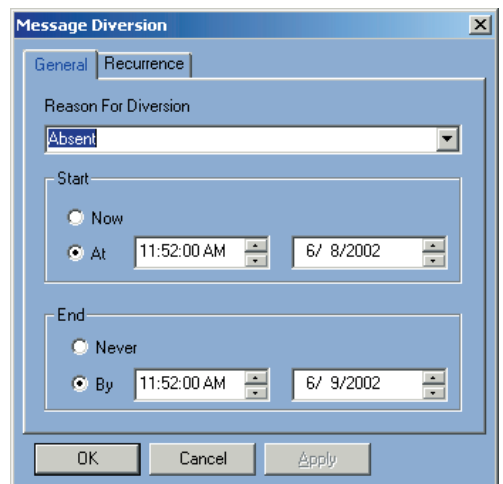 Message Diversion
General Recurrence
Reason For Diversion
Absent
Start
Now
At 11:52:00 AM 6/ 8/2002
End
Never
By 11:52:00 AM 6/ 9/2002
OK Cancel Apply